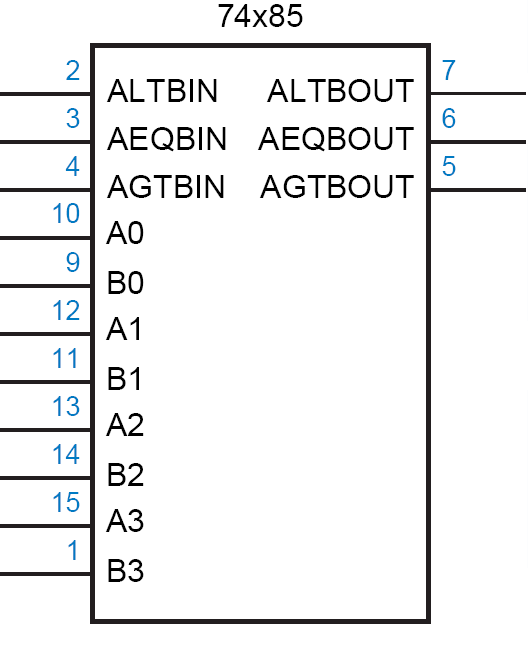 74x85
2 ALTBIN ALTBOUT 7
3 AEQBIN AEQBOUT 6
4 AGTBIN AGTBOUT 5
10 A0
9 B0
12 A1
11 B1
13 A2
14 B2
15 A3
1 B3